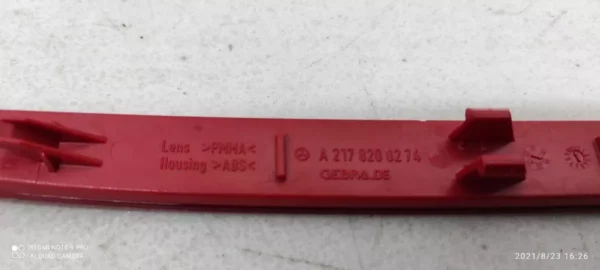 Lens >PMMA<
Housing >ABS<
A 217 820 02 74
GEBRA.DE
REDMI NOTE 8 PRO
AI QUAD CAMERA
2021/8/23 16:26